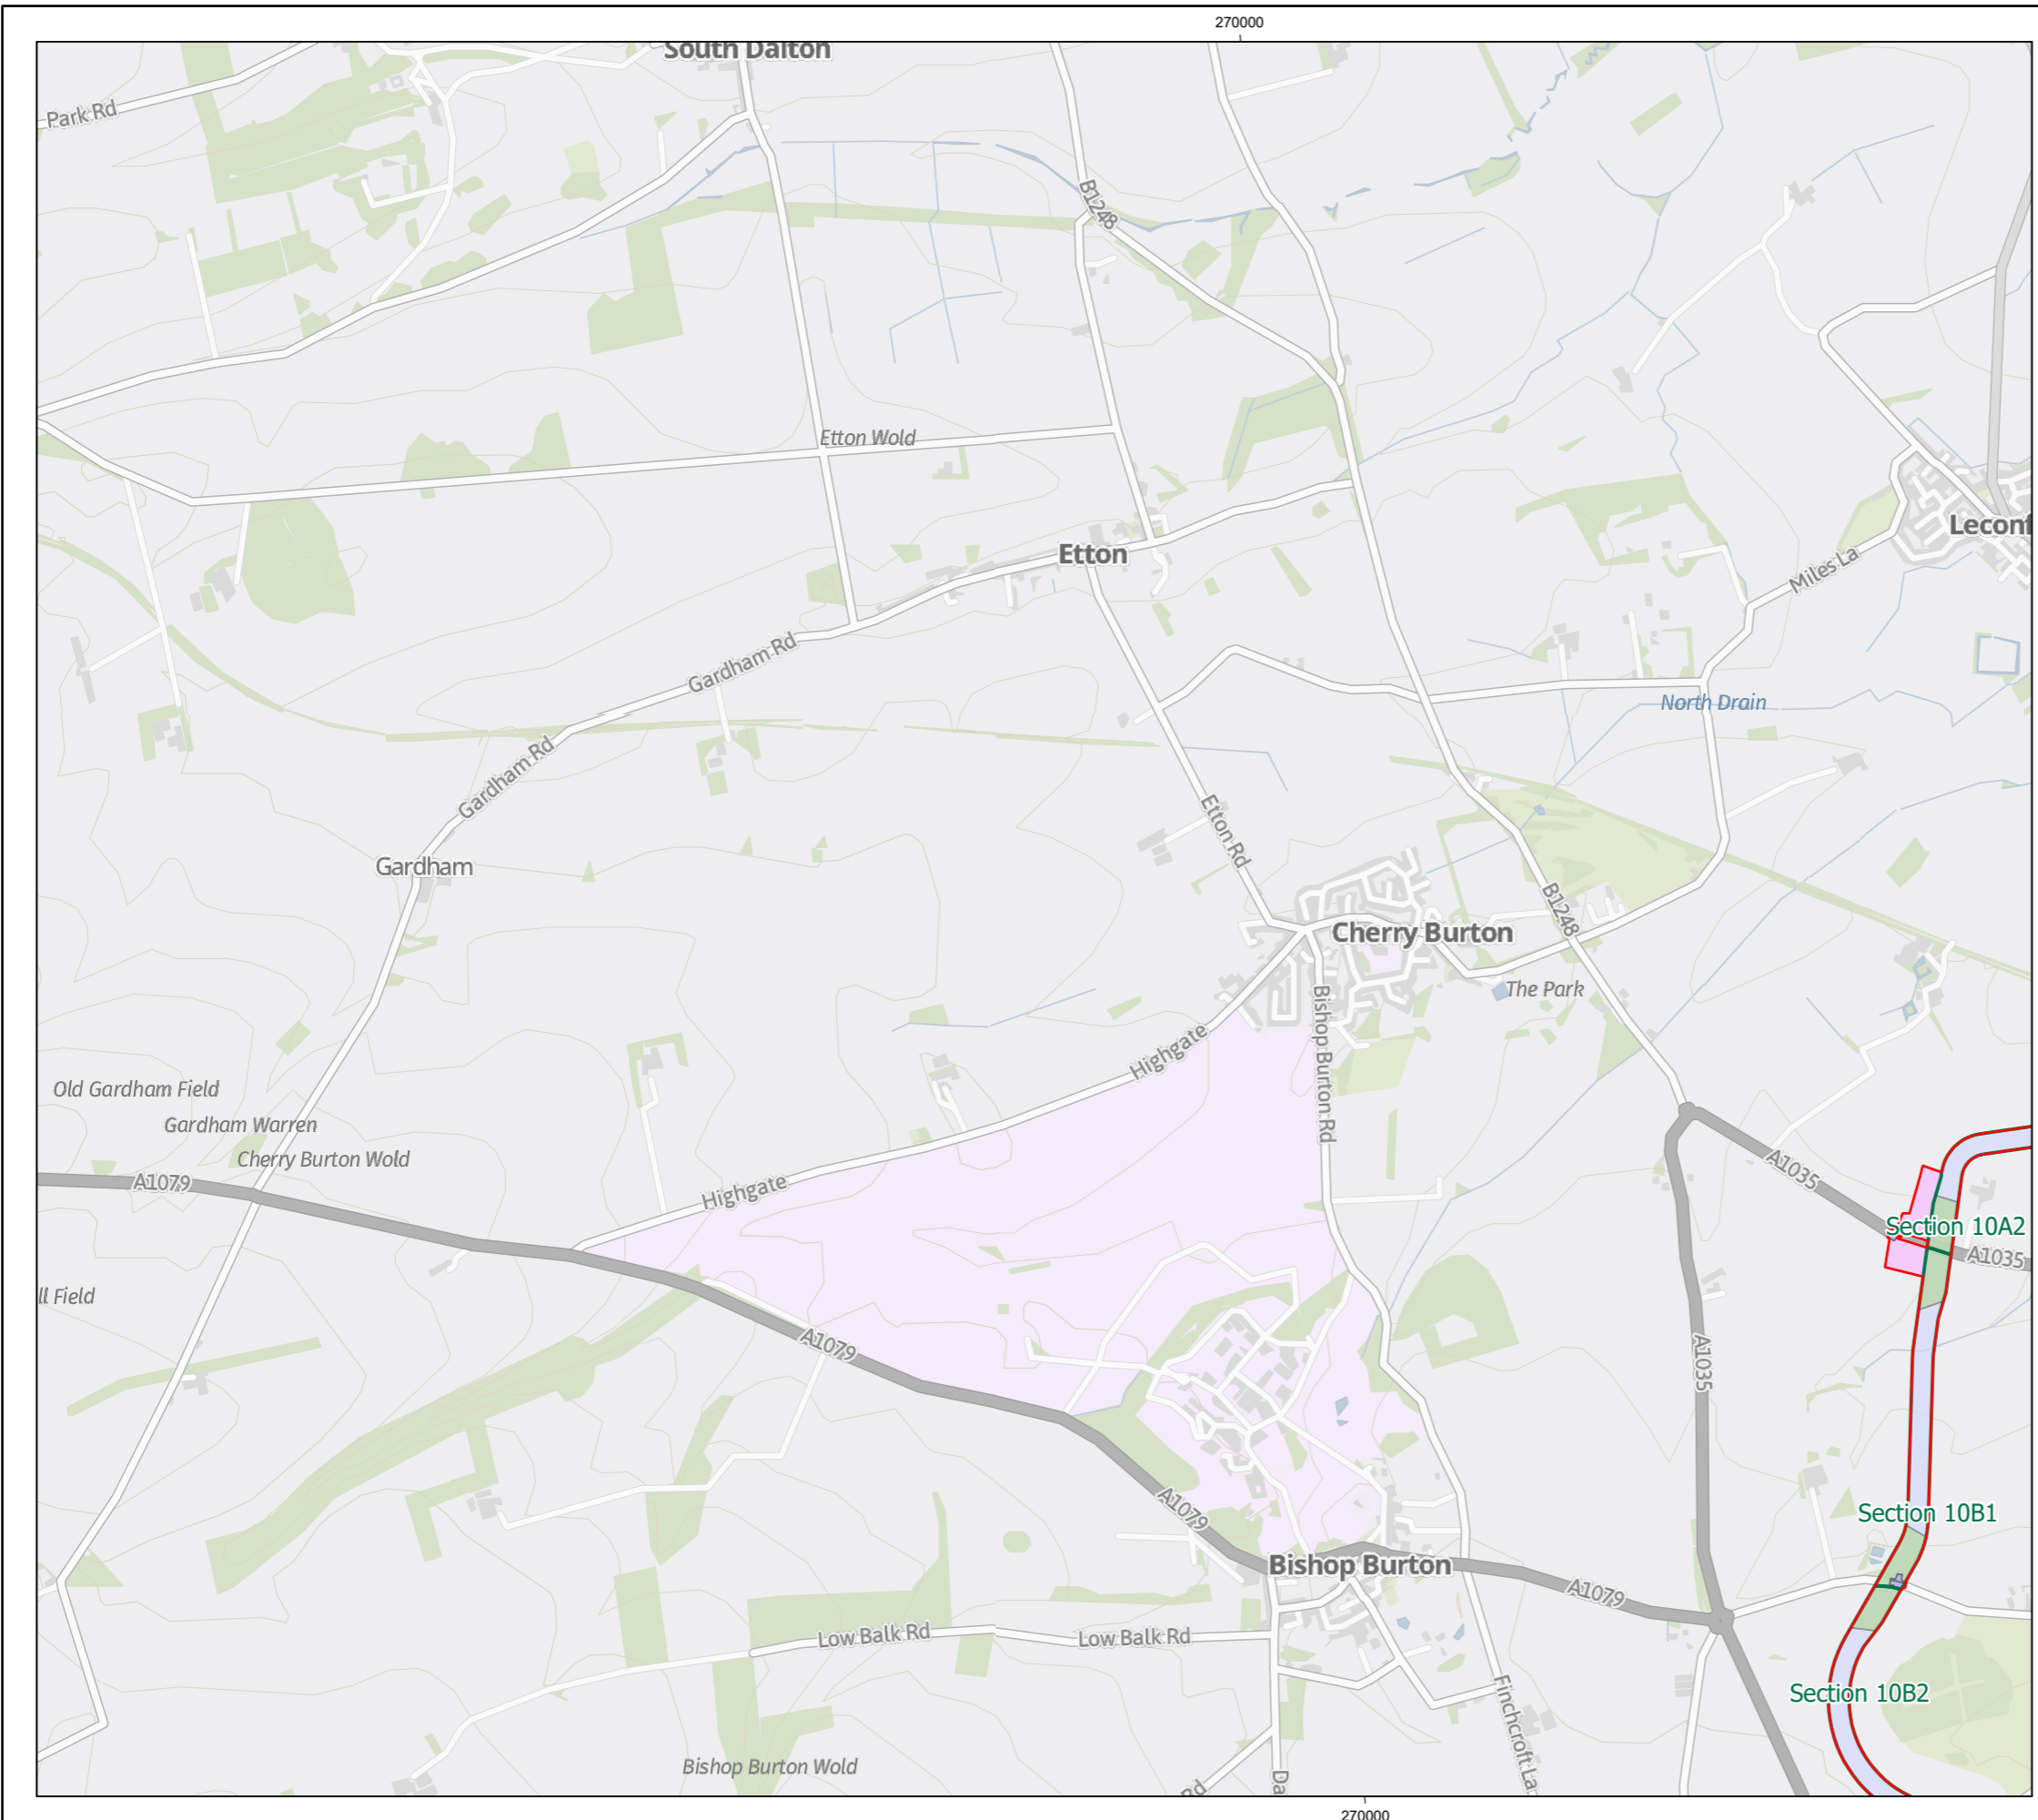 270000
South Dalton
Park Rd
B1248
Etton Wold
Leconf
Etton
Miles La
Gardham Rd
North Drain
Gardham Rd
Etton Rd
Gardham
B1248
Cherry Burton
The Park
Bishop Burton Rd
Highgate
Old Gardham Field
Gardham Warren
Cherry Burton Wold
A1079
A1035
Highgate
Section 10A2
A1035
ll Field
A1079
A1035
A1079
Section 10B1
Bishop Burton
A1079
Low Balk Rd
Low Balk Rd
Section 10B2
Finchcroft La
Bishop Burton Wold
Rd
Da
270000